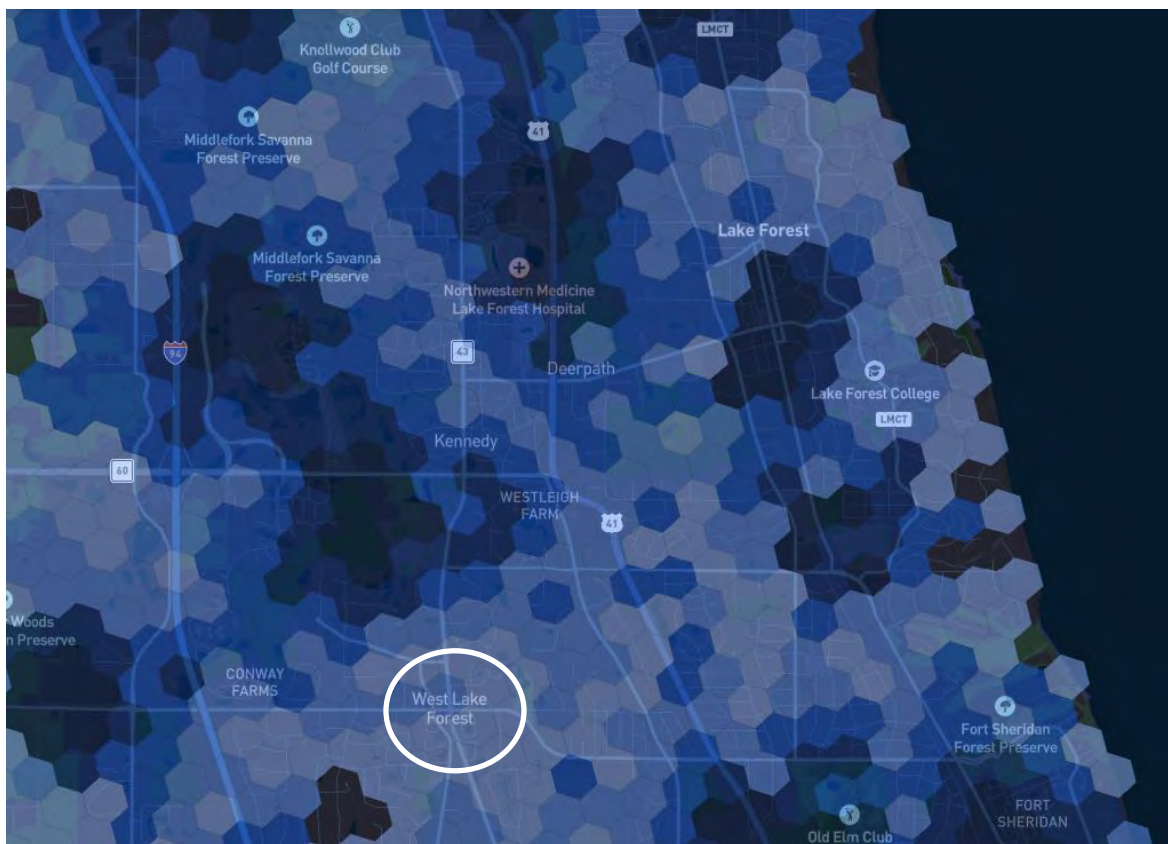 LMCT
Knollwood Club
Golf Course
41
Middlefork Savanna
Forest Preserve
Lake Forest
Middlefork Savanna
Forest Preserve
Northwestern Medicine
Lake Forest Hospital
94
43
Deerpath
Lake Forest College
LMCT
Kennedy
60
WESTLEIGH
FARM
41
Woods
n Preserve
CONWAY
FARMS
West Lake
Forest
Fort Sheridan
Forest Preserve
FORT
SHERIDAN
Old Elm Club